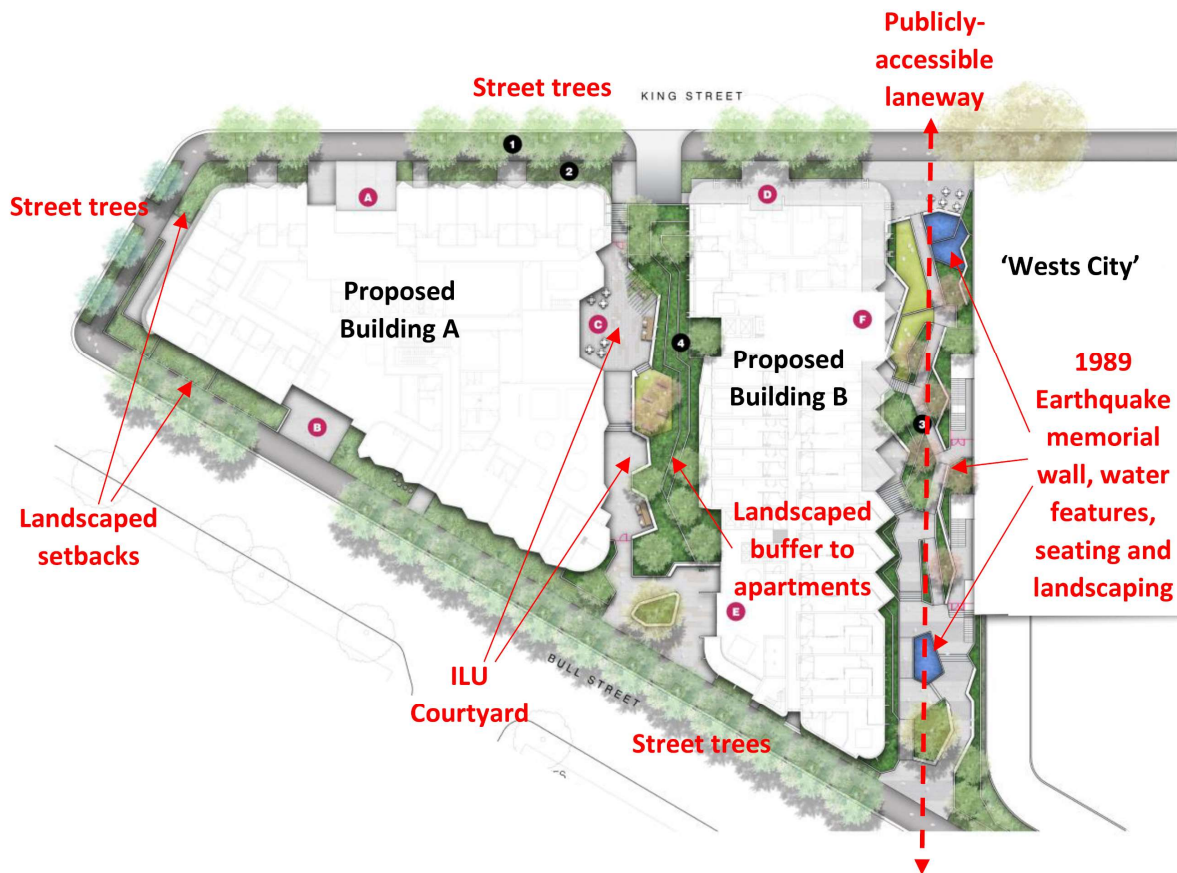 Publicly-
accessible
laneway
Street trees
KING STREET
1
2
A
D
Street trees
'Wests City'
Proposed
Building A
C
F
4
Proposed
Building B
1989
Earthquake
memorial
wall, water
features,
seating and
landscaping
3
B
Landscaped
setbacks
Landscaped
buffer to
apartments
E
ILU
Courtyard
BULL STREET
Street trees